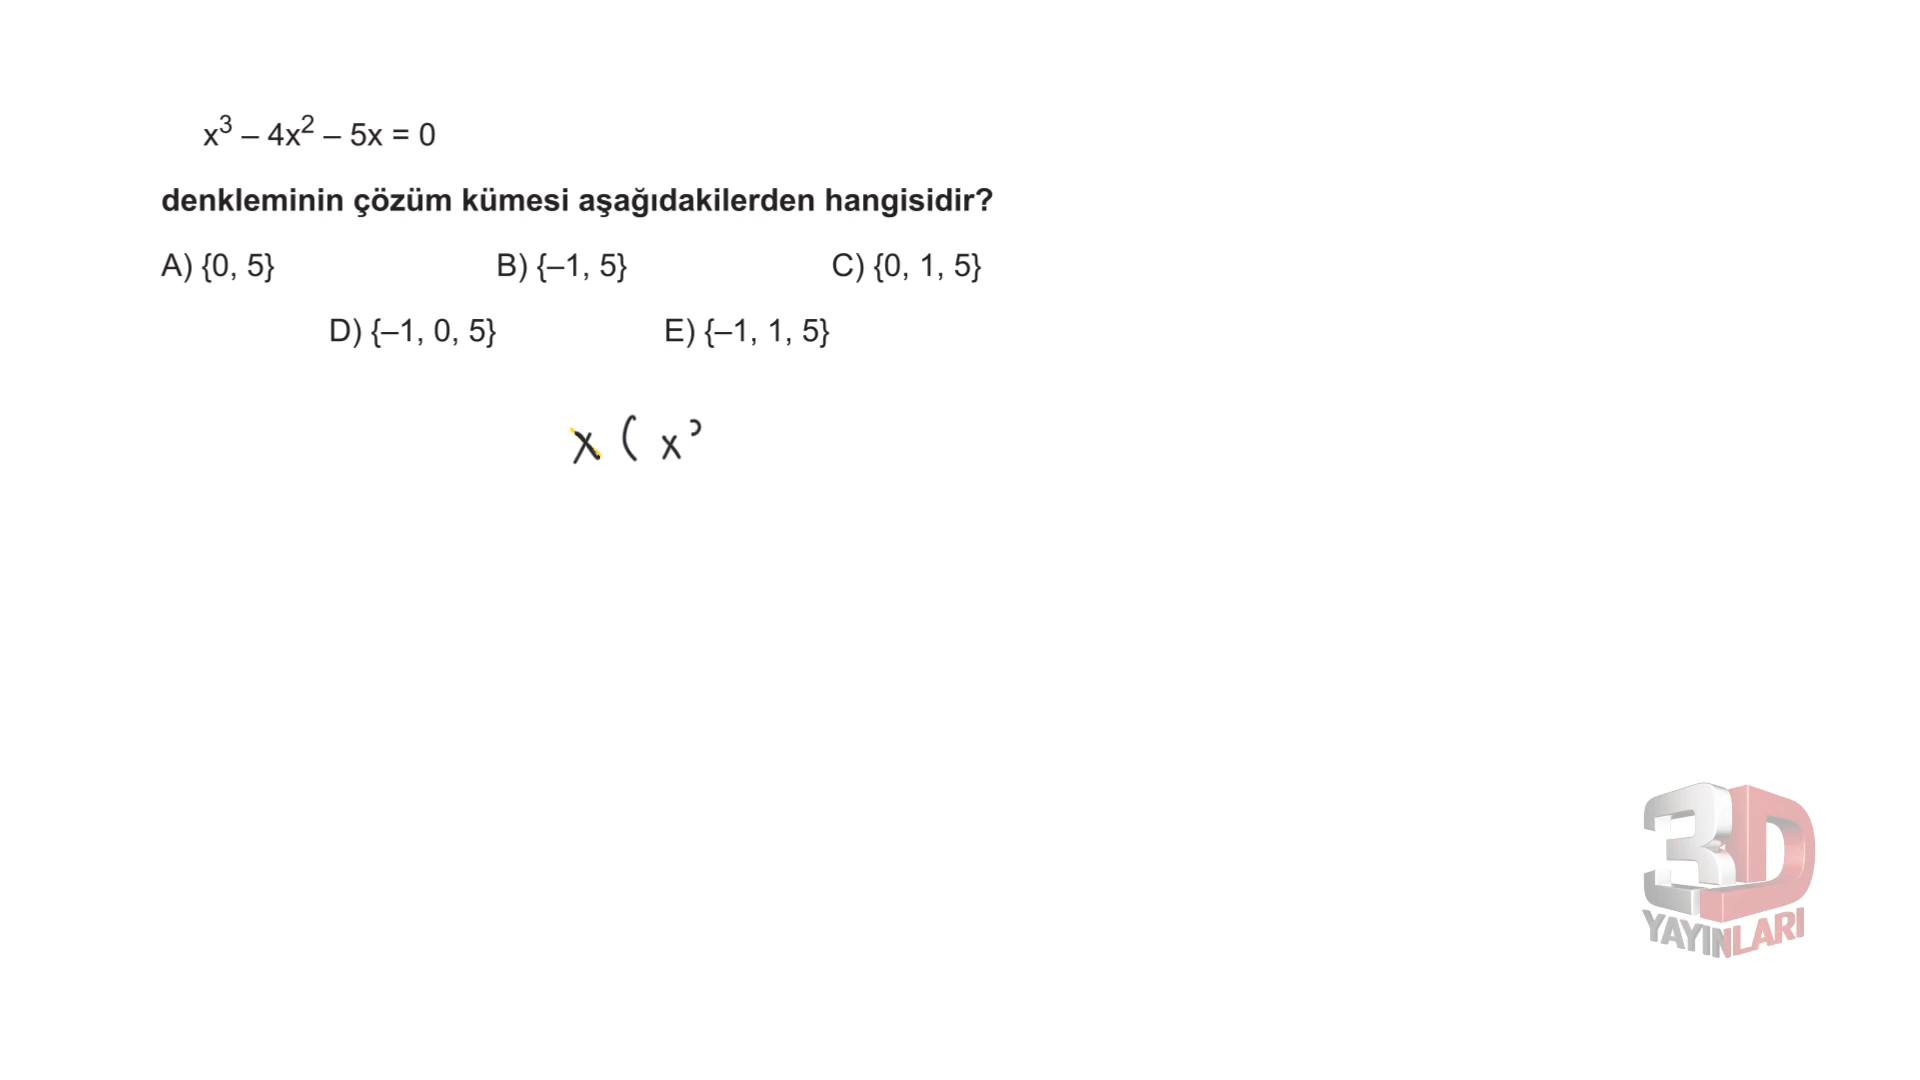 x³ – 4x² – 5x = 0
denkleminin çözüm kümesi aşağıdakilerden hangisidir?
A) {0, 5} B) {–1, 5} C) {0, 1, 5}
D) {–1, 0, 5} E) {–1, 1, 5}
x ( x²
3D
YAYINLARI